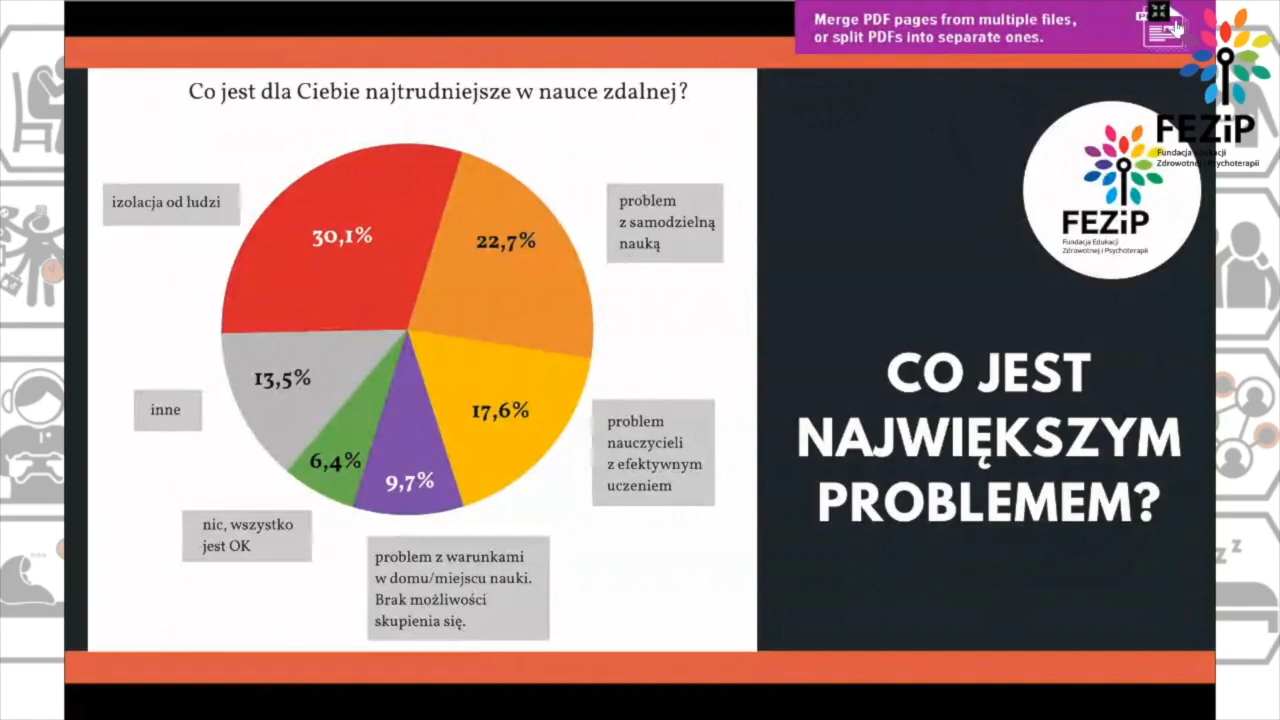 Merge PDF pages from multiple files,
or split PDFs into separate ones.
FEZiP
Fundacja Edukacji
Zdrowotnej i Psychoterapii
Co jest dla Ciebie najtrudniejsze w nauce zdalnej?
izolacja od ludzi
30,1%
22,7%
problem
z samodzielną
nauką
FEZiP
Fundacja Edukacji
Zdrowotnej i Psychoterapii
inne
13,5%
17,6%
problem
nauczycieli
z efektywnym
uczeniem
6,4%
9,7%
nic, wszystko
jest OK
problem z warunkami
w domu/miejscu nauki.
Brak możliwości
skupienia się.
CO JEST
NAJWIĘKSZYM
PROBLEMEM?